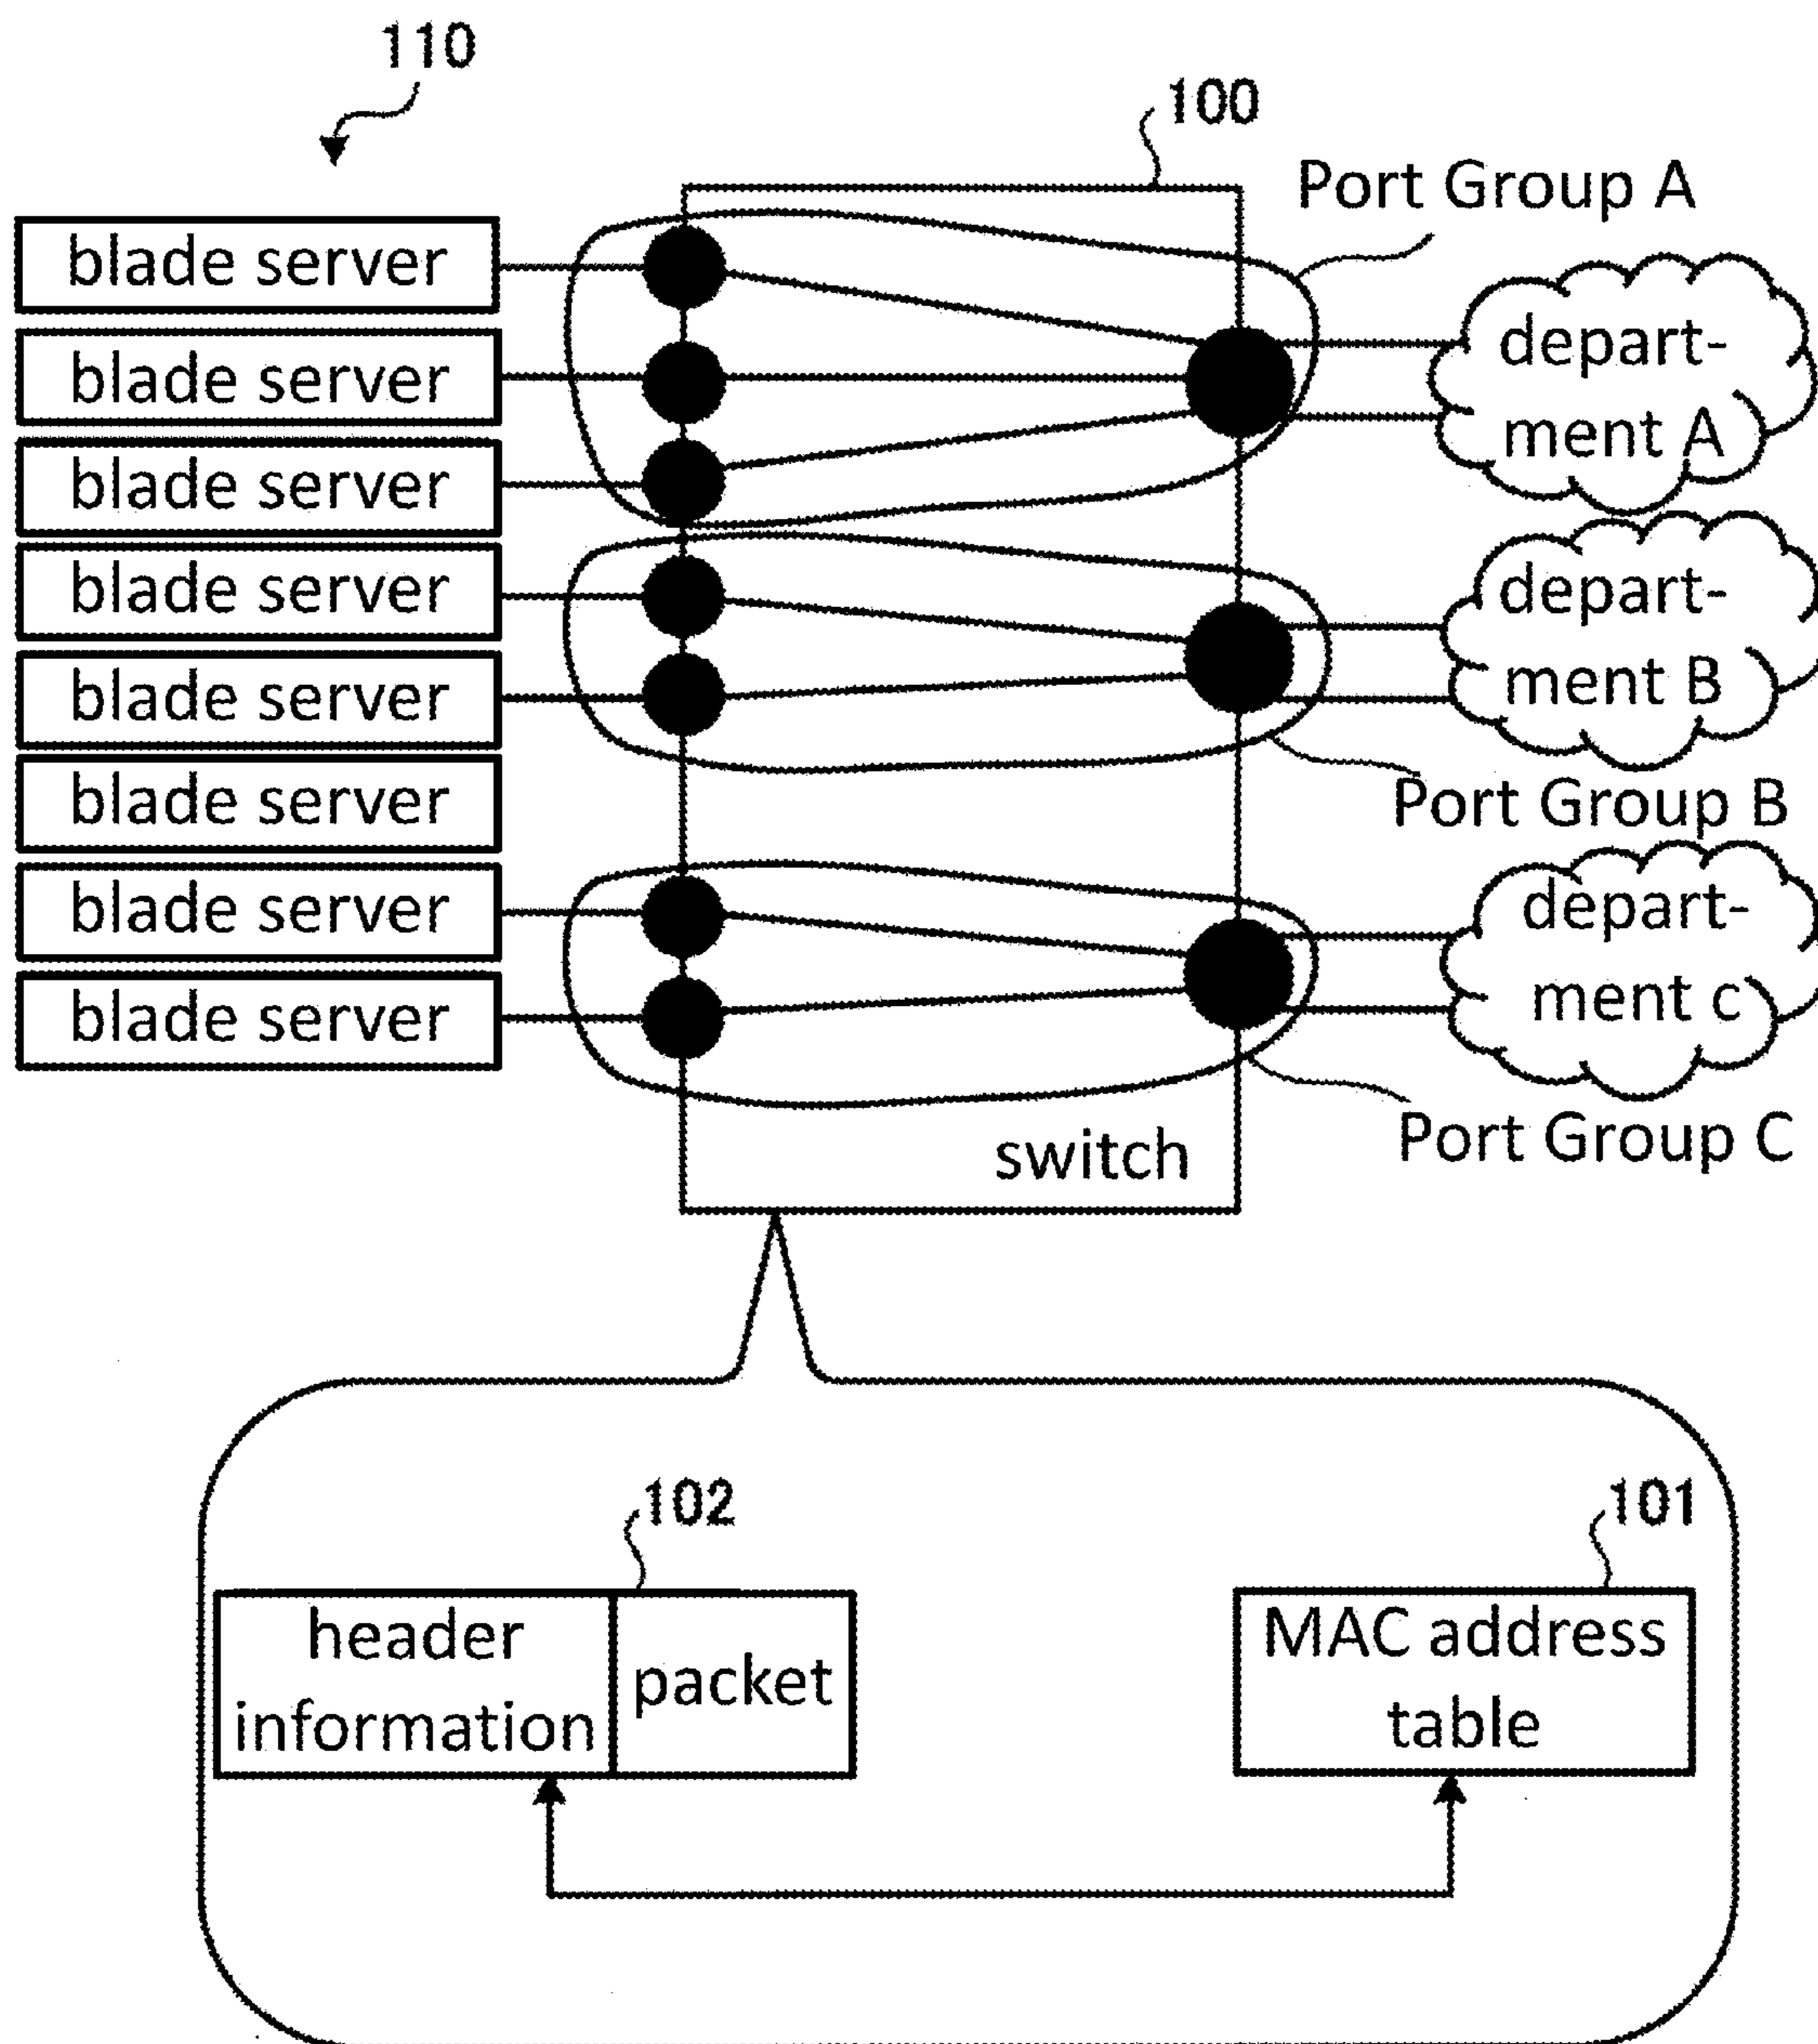 110
100
Port Group A
blade server
blade server
blade server
blade server
blade server
blade server
blade server
blade server
depart-
ment A
depart-
ment B
Port Group B
depart-
ment c
Port Group C
switch
102
101
header
information
packet
MAC address
table